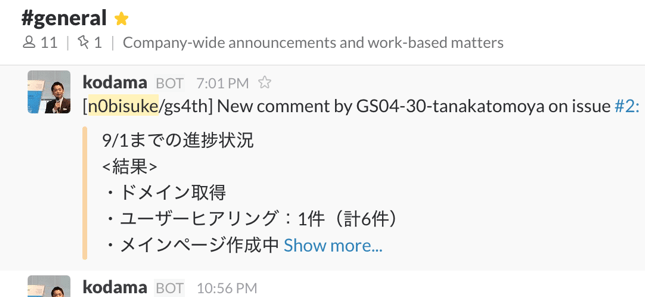 #general
11 | 1 | Company-wide announcements and work-based matters
kodama BOT 7:01 PM
[n0bisuke/gs4th] New comment by GS04-30-tanakatomoya on issue #2:
9/1までの進捗状況
<結果>
・ドメイン取得
・ユーザーヒアリング：1件（計6件）
・メインページ作成中 Show more...
kodama BOT 10:56 PM